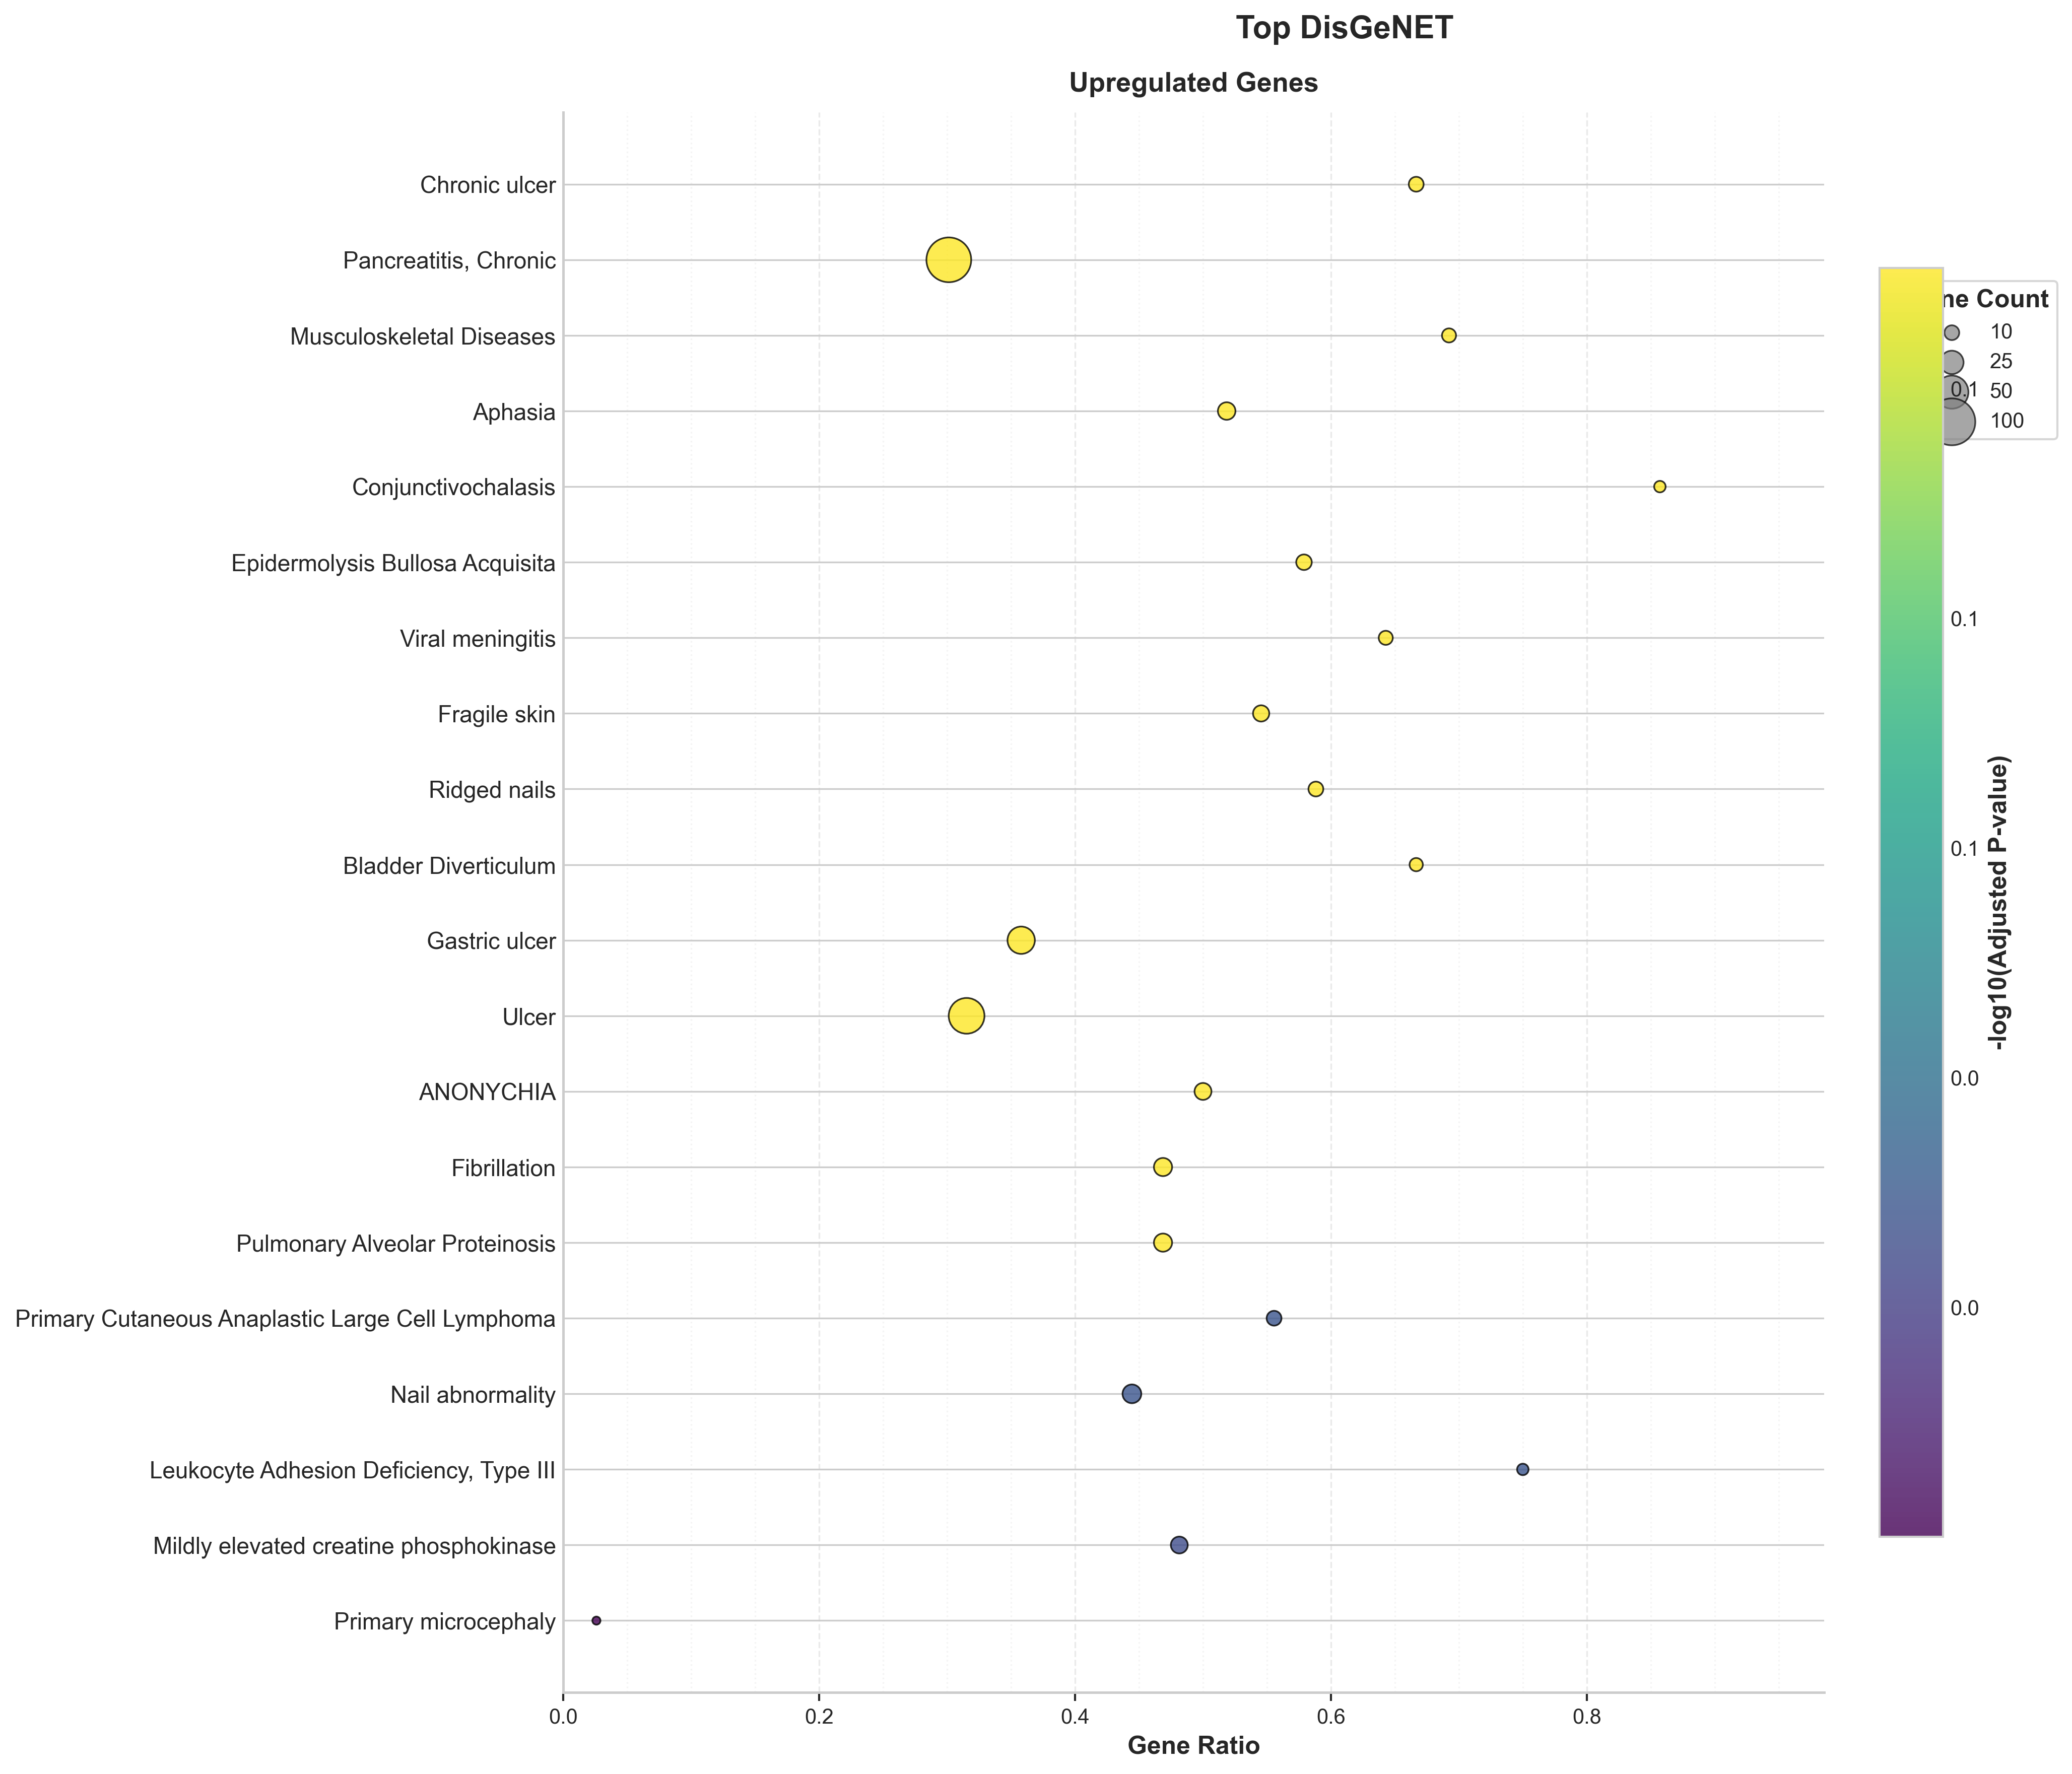 Top DisGeNET
Upregulated Genes
Chronic ulcer
Pancreatitis, Chronic
Musculoskeletal Diseases
Aphasia
Conjunctivochalasis
Epidermolysis Bullosa Acquisita
Viral meningitis
Fragile skin
Ridged nails
Bladder Diverticulum
Gastric ulcer
Ulcer
ANONYCHIA
Fibrillation
Pulmonary Alveolar Proteinosis
Primary Cutaneous Anaplastic Large Cell Lymphoma
Nail abnormality
Leukocyte Adhesion Deficiency, Type III
Mildly elevated creatine phosphokinase
Primary microcephaly
0.0 0.2 0.4 0.6 0.8
Gene Ratio
ne Count
10
25
50
100
0.1
0.1
0.1
0.0
0.0
-log10(Adjusted P-value)